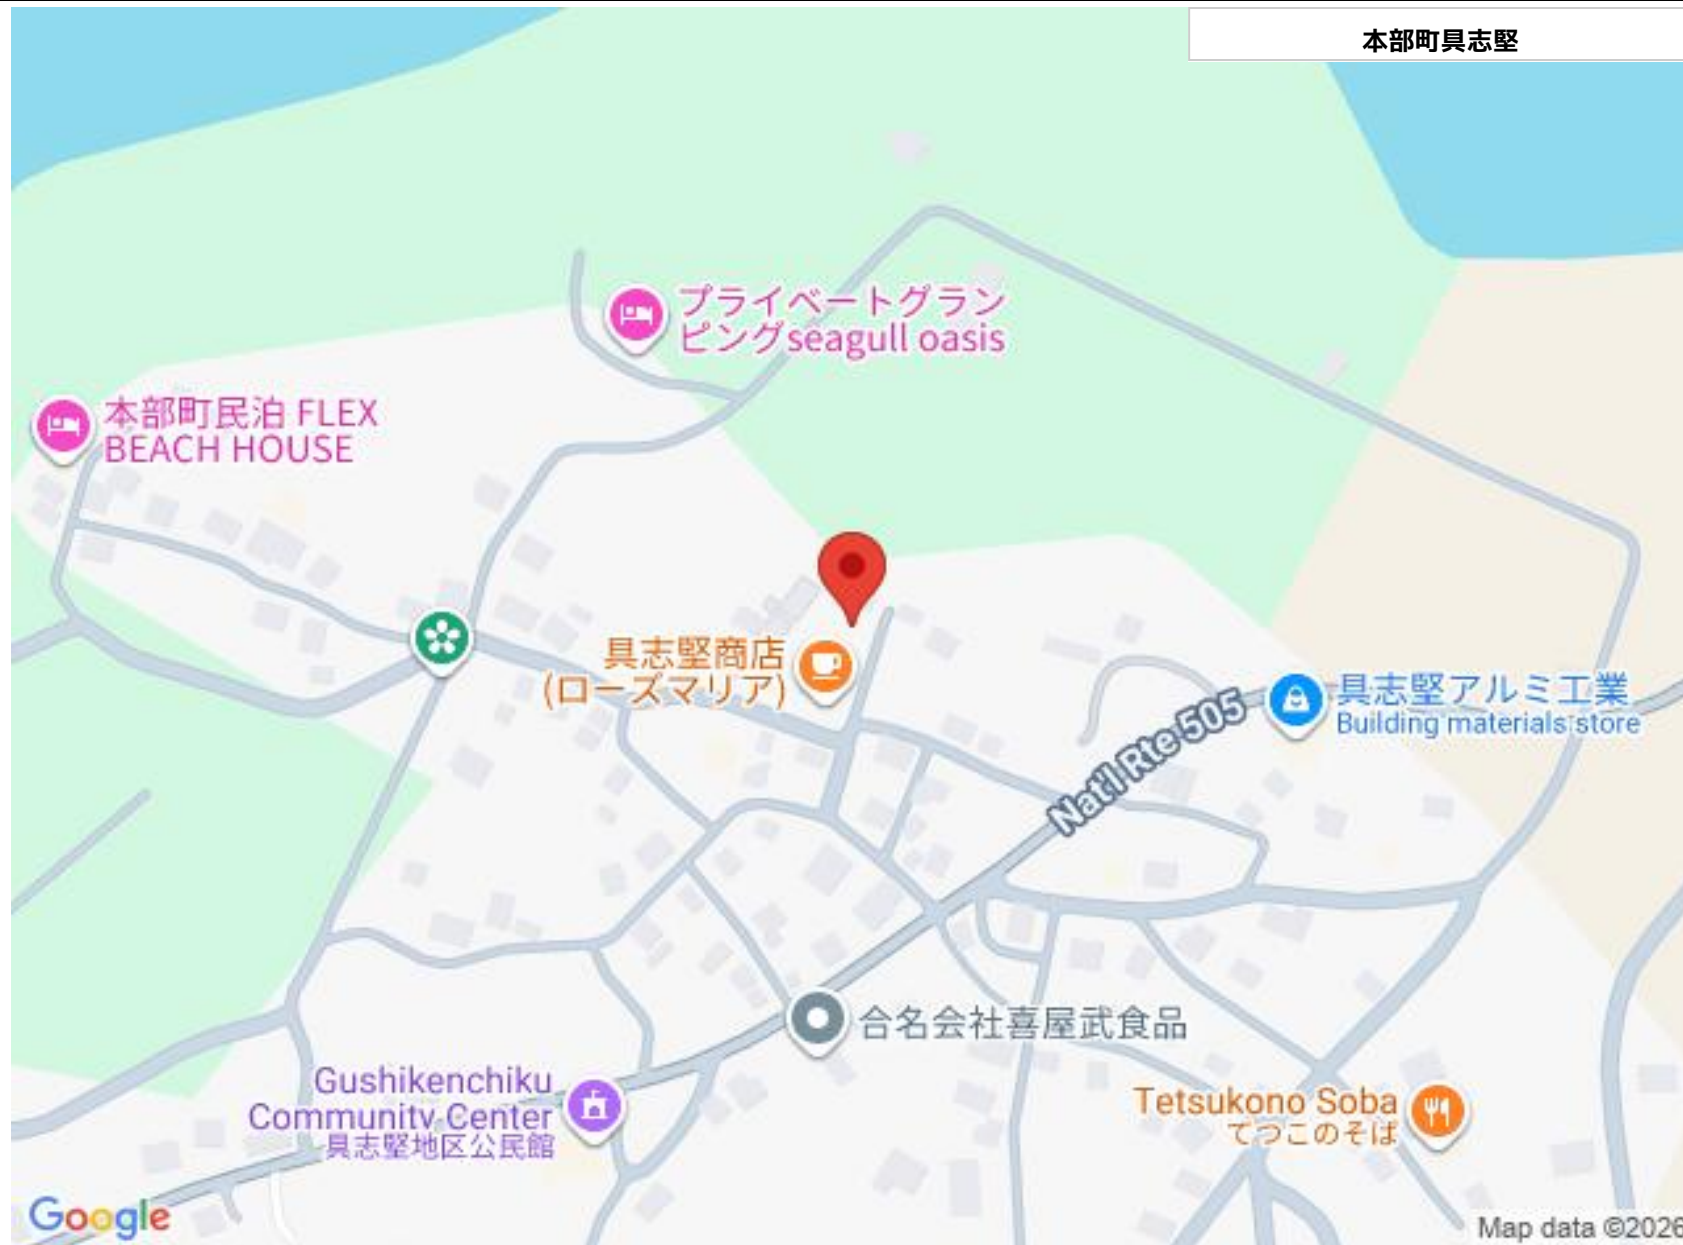 本部町具志堅
プライベートグラン
ピングseagull oasis
本部町民泊 FLEX
BEACH HOUSE
具志堅商店
(ローズマリア)
具志堅アルミ工業
Building materials store
Nat'l Rte 505
合名会社喜屋武食品
Gushikenchiku
Community Center
具志堅地区公民館
Tetsukono Soba
てつこのそば
Google
Map data ©2026